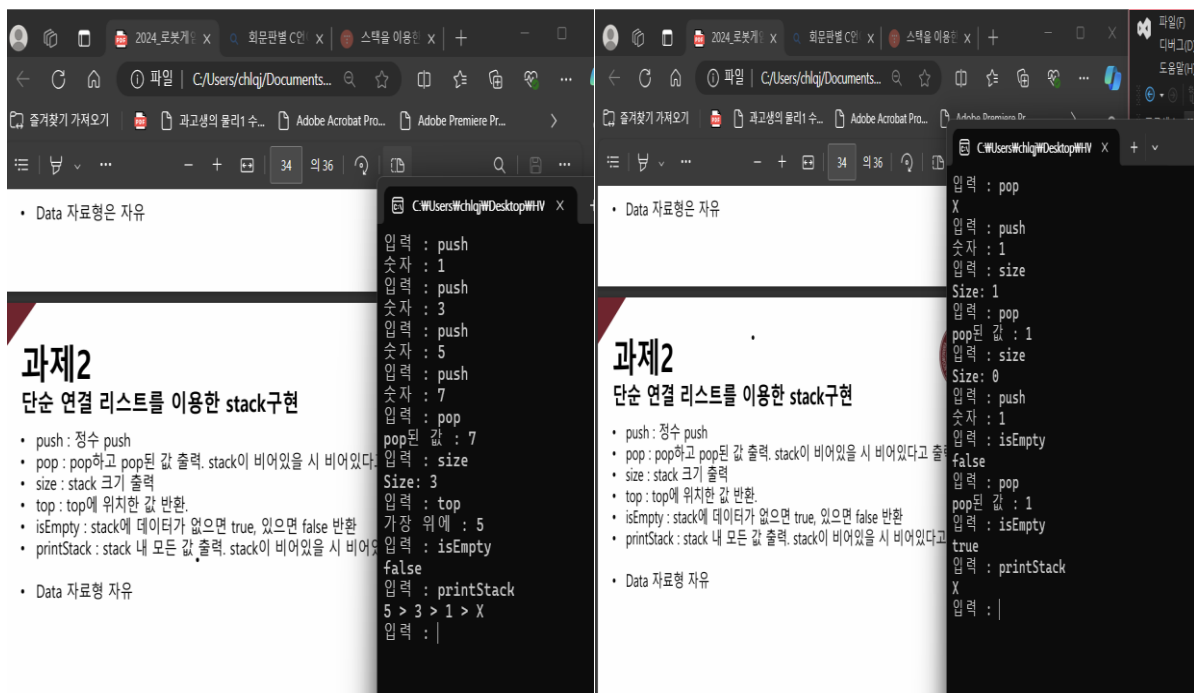 2024_로봇게임
회문판별 C언
스택을 이용한
파일
C:/Users/chlqj/Documents...
즐겨찾기 가져오기
과고생의 물리1 수...
Adobe Acrobat Pro...
Adobe Premiere Pr...
34 의 36
• Data 자료형은 자유
과제2
단순 연결 리스트를 이용한 stack구현
• push : 정수 push
• pop : pop하고 pop된 값 출력. stack이 비어있을 시 비어있다
• size : stack 크기 출력
• top : top에 위치한 값 반환.
• isEmpty : stack에 데이터가 없으면 true, 있으면 false 반환
• printStack : stack 내 모든 값 출력. stack이 비어있을 시 비어
• Data 자료형 자유
C:₩Users₩chlqj₩Desktop₩HV
입력 : push
숫자 : 1
입력 : push
숫자 : 3
입력 : push
숫자 : 5
입력 : push
숫자 : 7
입력 : pop
pop된 값 : 7
입력 : size
Size: 3
입력 : top
가장 위에 : 5
입력 : isEmpty
false
입력 : printStack
5 > 3 > 1 > X
입력 :
2024_로봇게임
회문판별 C언
스택을 이용한
파일
C:/Users/chlqj/Documents...
즐겨찾기 가져오기
과고생의 물리1 수...
Adobe Acrobat Pro...
Adobe Premiere Pr
34 의 36
• Data 자료형은 자유
과제2
단순 연결 리스트를 이용한 stack구현
• push : 정수 push
• pop : pop하고 pop된 값 출력. stack이 비어있을 시 비어있다고 출
• size : stack 크기 출력
• top : top에 위치한 값 반환.
• isEmpty : stack에 데이터가 없으면 true, 있으면 false 반환
• printStack : stack 내 모든 값 출력. stack이 비어있을 시 비어있다고
• Data 자료형 자유
파일(F)
디버그(D)
도움말(H)
C:₩Users₩chlqj₩Desktop₩HV
입력 : pop
X
입력 : push
숫자 : 1
입력 : size
Size: 1
입력 : pop
pop된 값 : 1
입력 : size
Size: 0
입력 : push
숫자 : 1
입력 : isEmpty
false
입력 : pop
pop된 값 : 1
입력 : isEmpty
true
입력 : printStack
X
입력 :